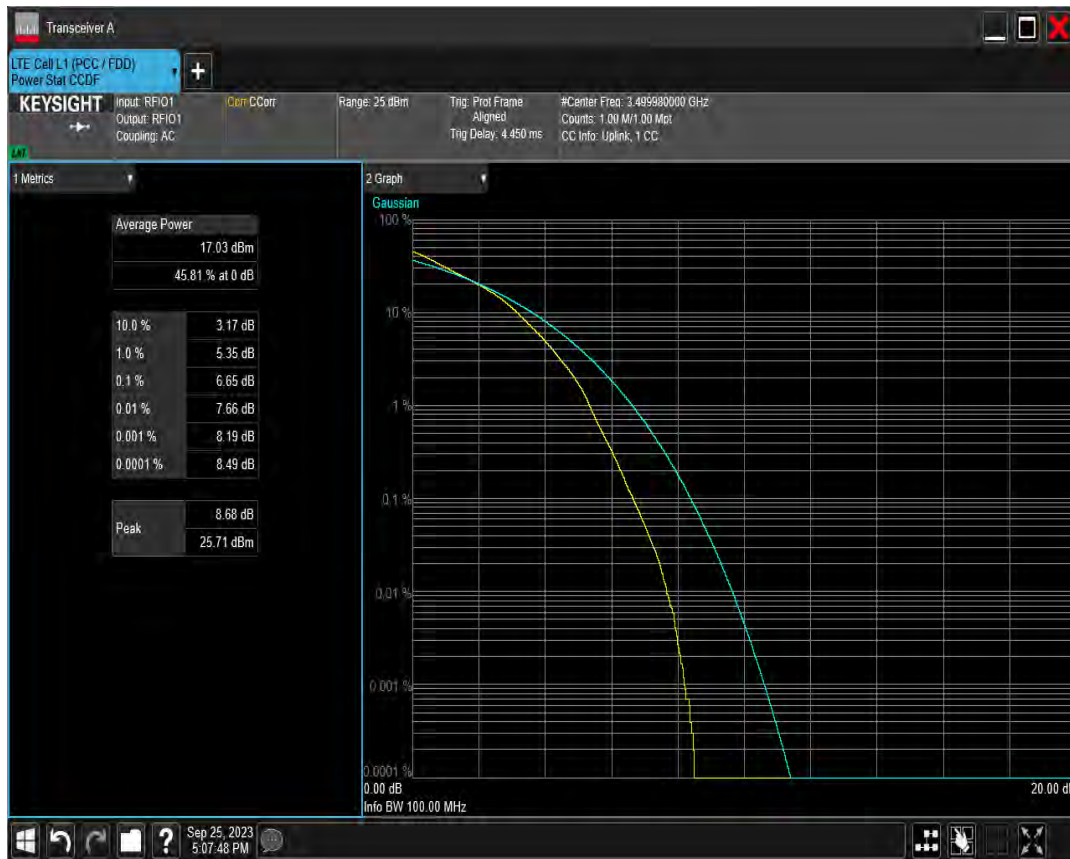 Transceiver A
LTE Cell L1 (PCC / FDD)
Power Stat CCDF
KEYSIGHT
Input: RFIO1
Output: RFIO1
Coupling: AC
Corr CCorr
Range: 25 dBm
Trig: Prot Frame
Aligned
Trig Delay: 4.450 ms
#Center Freq: 3.499980000 GHz
Counts: 1.00 M/1.00 Mpt
CC Info: Uplink, 1 CC
1 Metrics
Average Power
17.03 dBm
45.81 % at 0 dB
10.0 % 3.17 dB
1.0 % 5.35 dB
0.1 % 6.65 dB
0.01 % 7.66 dB
0.001 % 8.19 dB
0.0001 % 8.49 dB
Peak
8.68 dB
25.71 dBm
2 Graph
Gaussian
100 %
10 %
1 %
0.1 %
0.01 %
0.001 %
0.0001 %
0.00 dB
20.00 d
Info BW 100.00 MHz
?
Sep 25, 2023
5:07:48 PM